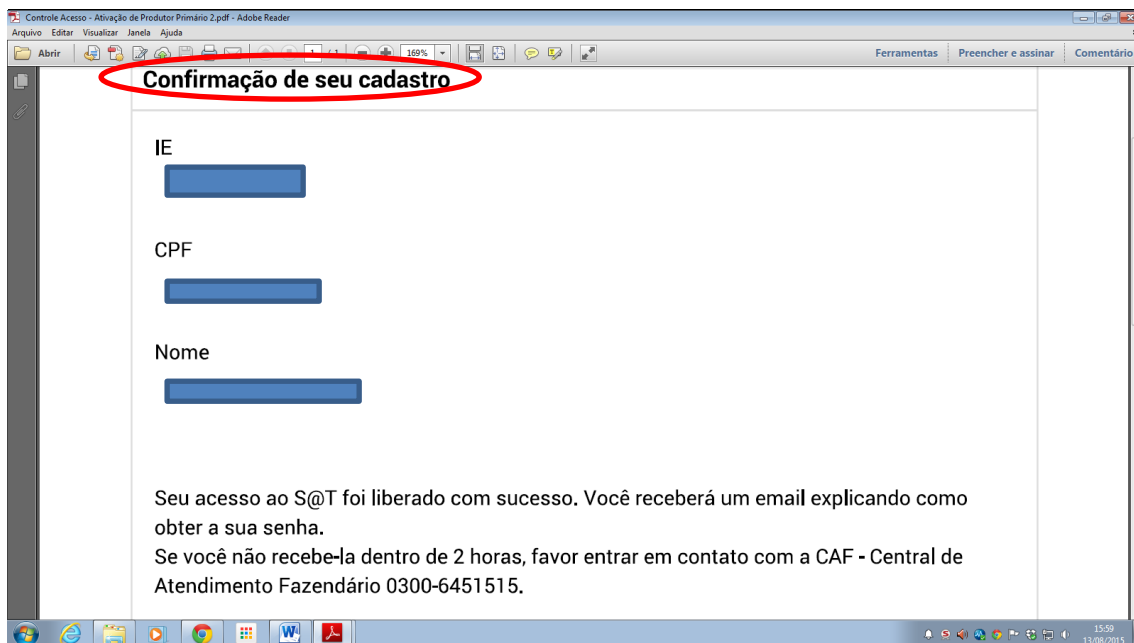 Controle Acesso - Ativação de Produtor Primário 2.pdf - Adobe Reader
Arquivo Editar Visualizar Janela Ajuda
Abrir 1 / 1 169% Ferramentas Preencher e assinar Comentário
Confirmação de seu cadastro
IE
CPF
Nome
Seu acesso ao S@T foi liberado com sucesso. Você receberá um email explicando como
obter a sua senha.
Se você não recebe-la dentro de 2 horas, favor entrar em contato com a CAF - Central de
Atendimento Fazendário 0300-6451515.
15:59
13/08/2015